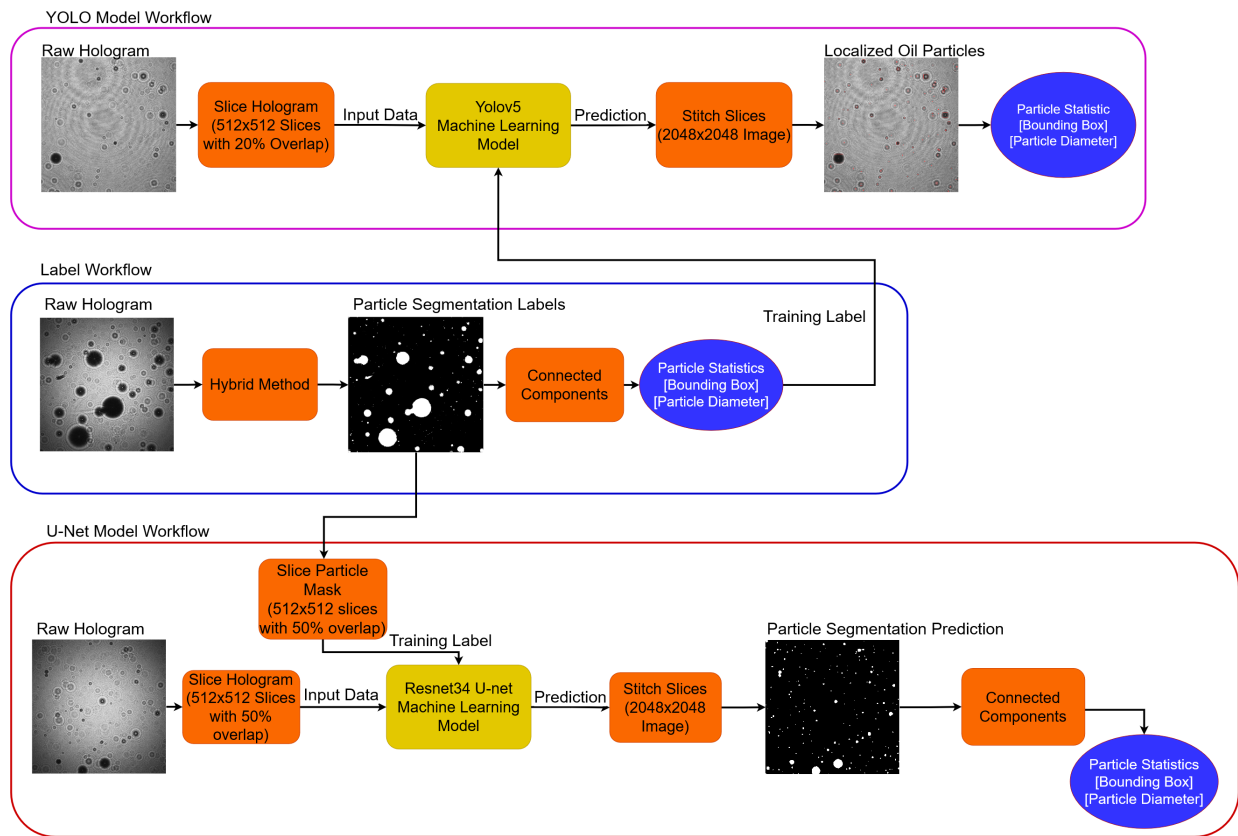 YOLO Model Workflow
Raw Hologram
Slice Hologram
(512x512 Slices
with 20% Overlap)
Input Data
Yolov5
Machine Learning
Model
Prediction
Stitch Slices
(2048x2048 Image)
Localized Oil Particles
Particle Statistic
[Bounding Box]
[Particle Diameter]
Label Workflow
Raw Hologram
Hybrid Method
Particle Segmentation Labels
Connected
Components
Particle Statistics
[Bounding Box]
[Particle Diameter]
Training Label
U-Net Model Workflow
Slice Particle
Mask
(512x512 slices
with 50% overlap)
Training Label
Raw Hologram
Slice Hologram
(512x512 Slices
with 50%
overlap)
Input Data
Resnet34 U-net
Machine Learning
Model
Prediction
Stitch Slices
(2048x2048
Image)
Particle Segmentation Prediction
Connected
Components
Particle Statistics
[Bounding Box]
[Particle Diameter]